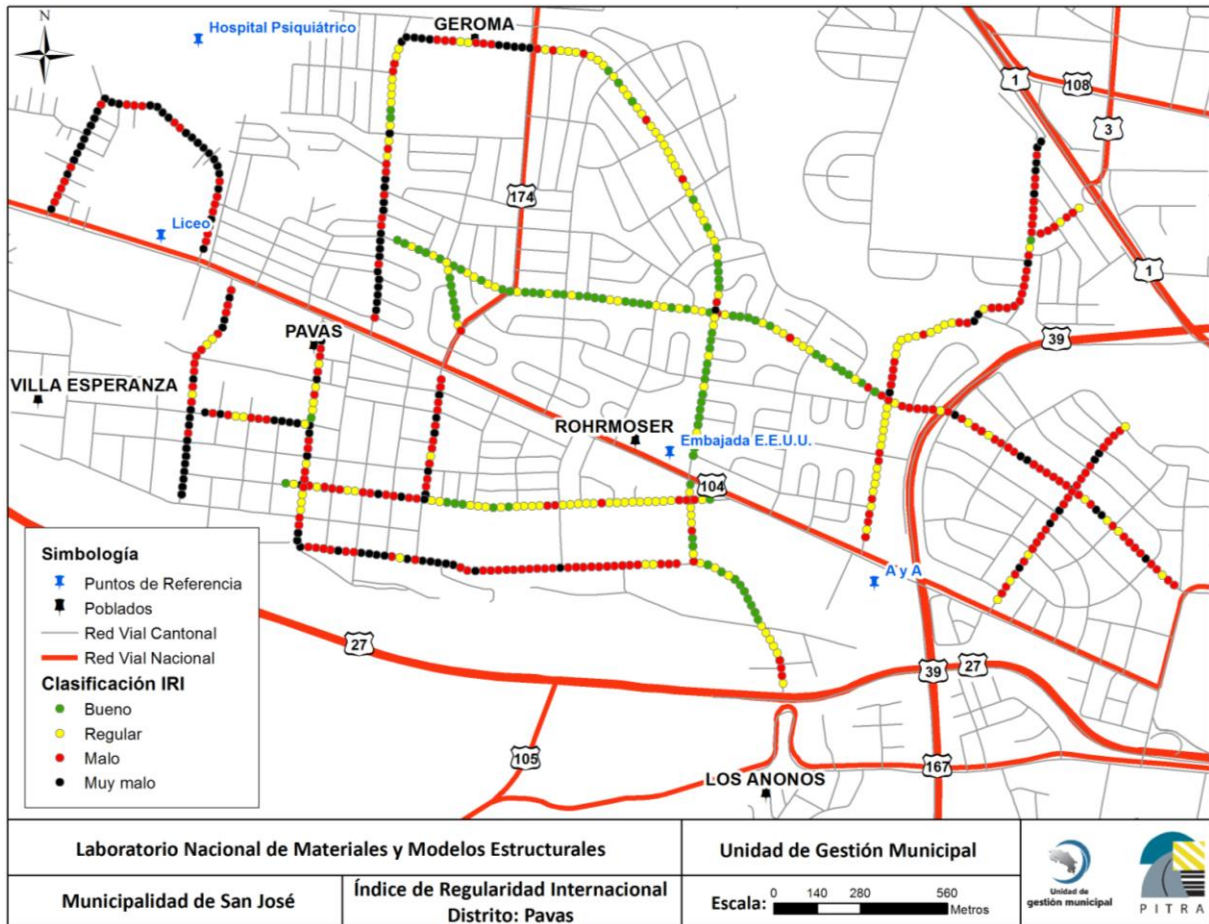 N
Hospital Psiquiátrico
GEROMA
1
108
3
174
Liceo
1
PAVAS
39
VILLA ESPERANZA
ROHRMOSER
Embajada E.E.U.U.
104
A y A
Simbología
Puntos de Referencia
Poblados
Red Vial Cantonal
Red Vial Nacional
Clasificación IRI
Bueno
Regular
Malo
Muy malo
27
39
27
105
167
LOS ANONOS
Laboratorio Nacional de Materiales y Modelos Estructurales
Unidad de Gestión Municipal
Municipalidad de San José
Índice de Regularidad Internacional
Distrito: Pavas
Escala:
0 140 280 560
Metros
Unidad de
gestión municipal
PITRA